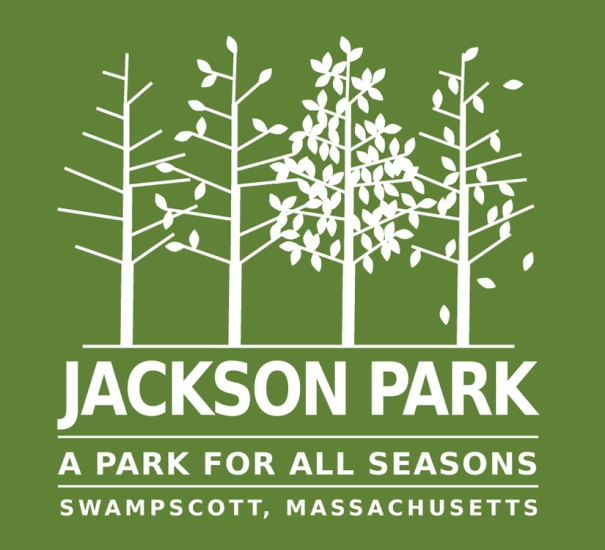 JACKSON PARK
A PARK FOR ALL SEASONS
SWAMPSCOTT, MASSACHUSETTS